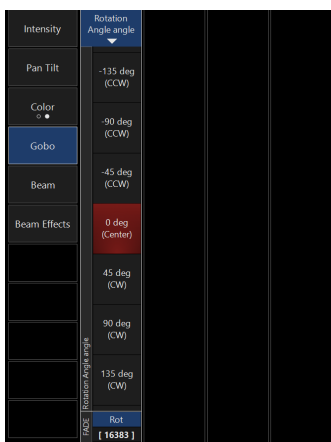 Intensity
Pan Tilt
Color
Gobo
Beam
Beam Effects
Rotation
Angle angle
-135 deg
(CCW)
-90 deg
(CCW)
-45 deg
(CCW)
0 deg
(Center)
45 deg
(CW)
90 deg
(CW)
135 deg
(CW)
Rotation Angle angle
FADE
Rot
[ 16383 ]